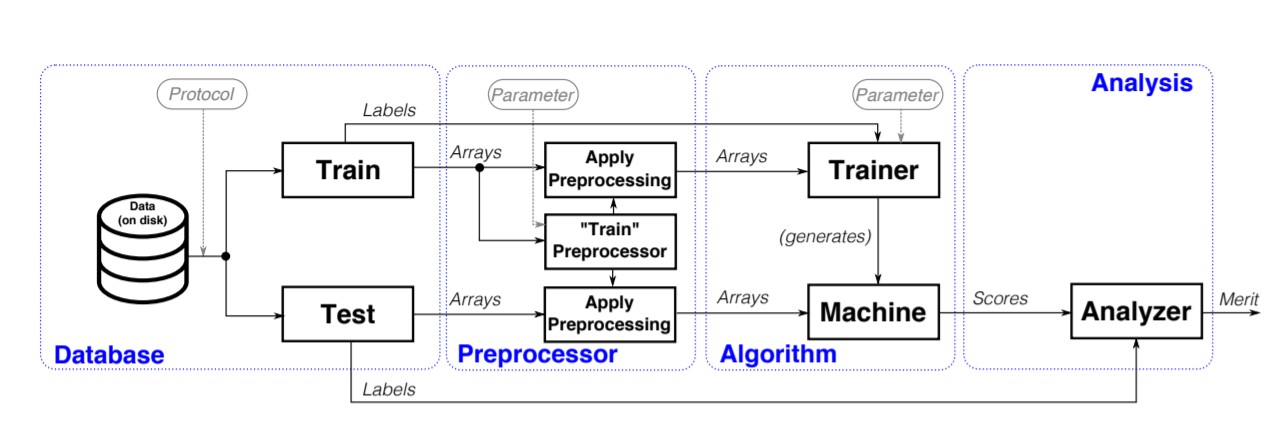 Analysis
Protocol
Parameter
Parameter
Labels
Train
Arrays
Apply
Preprocessing
Arrays
Trainer
Data
(on disk)
"Train"
Preprocessor
(generates)
Test
Arrays
Apply
Preprocessing
Arrays
Machine
Scores
Analyzer
Merit
Database
Preprocessor
Algorithm
Labels